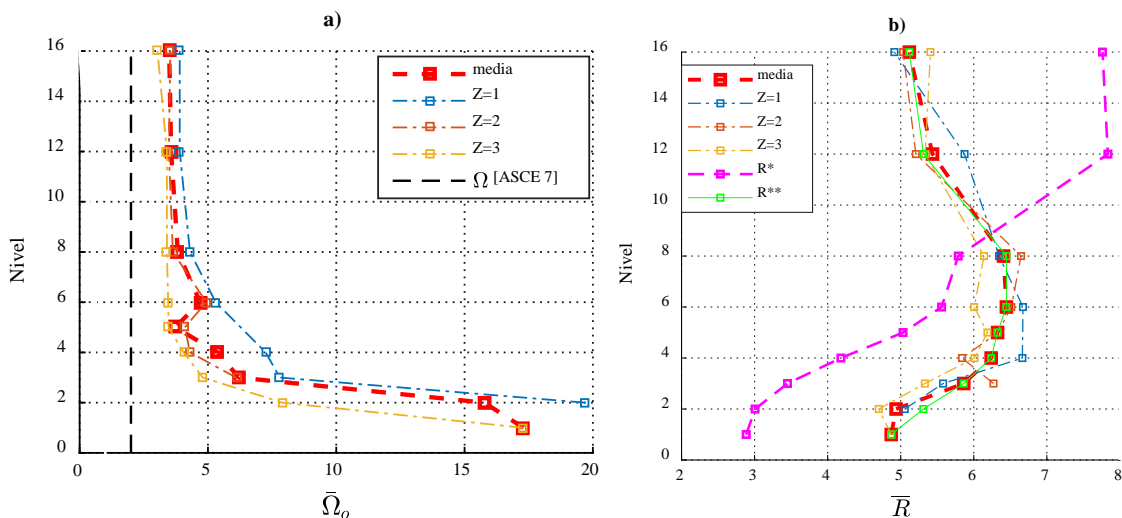 a)
16
14
12
10
8
6
4
2
0
Nivel
0 5 10 15 20
Ω̄ₒ
media
Z=1
Z=2
Z=3
Ω [ASCE 7]
b)
16
14
12
10
8
6
4
2
0
Nivel
2 3 4 5 6 7 8
R̅
media
Z=1
Z=2
Z=3
R*
R**